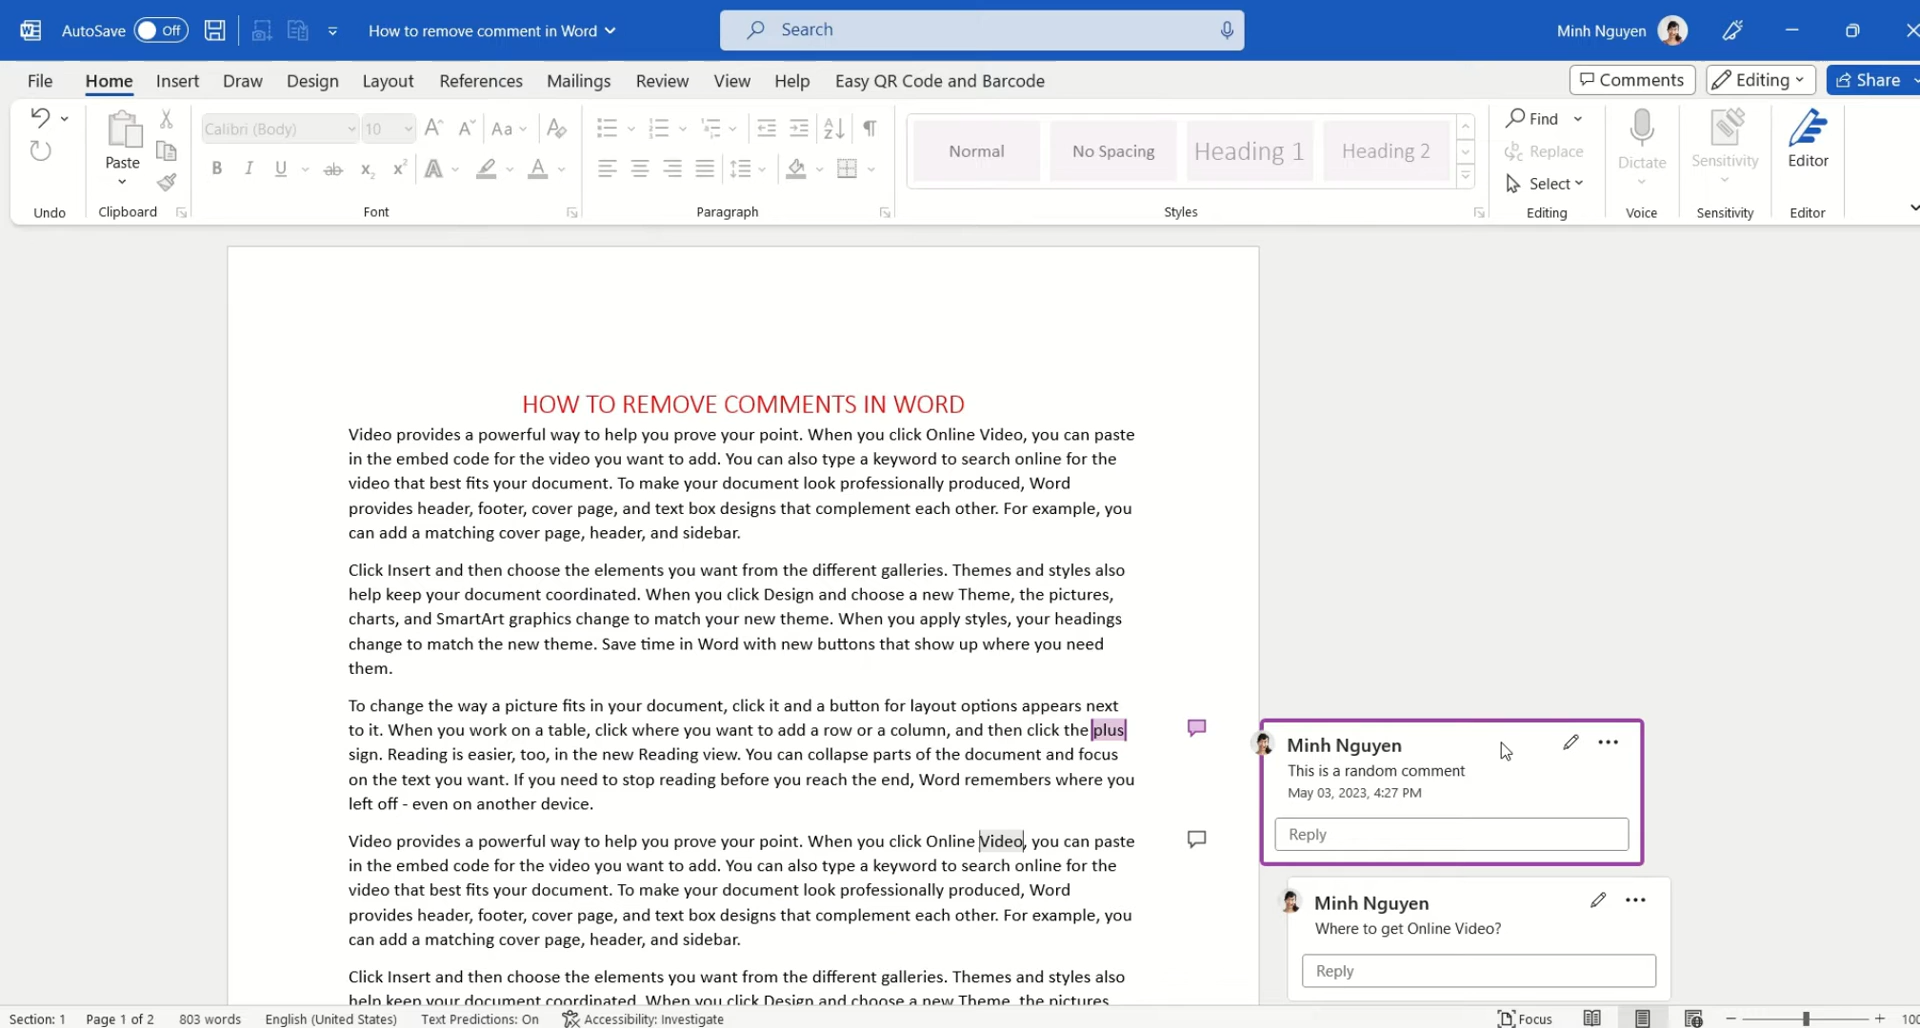 AutoSave Off How to remove comment in Word Search Minh Nguyen
File Home Insert Draw Design Layout References Mailings Review View Help Easy QR Code and Barcode Comments Editing Share
Calibri (Body) 10 Aa
Paste
B I U ab x₂ x² A A
Normal No Spacing Heading 1 Heading 2
Find
Replace
Select
Dictate Sensitivity Editor
Undo Clipboard Font Paragraph Styles Editing Voice Sensitivity Editor
HOW TO REMOVE COMMENTS IN WORD
Video provides a powerful way to help you prove your point. When you click Online Video, you can paste
in the embed code for the video you want to add. You can also type a keyword to search online for the
video that best fits your document. To make your document look professionally produced, Word
provides header, footer, cover page, and text box designs that complement each other. For example, you
can add a matching cover page, header, and sidebar.
Click Insert and then choose the elements you want from the different galleries. Themes and styles also
help keep your document coordinated. When you click Design and choose a new Theme, the pictures,
charts, and SmartArt graphics change to match your new theme. When you apply styles, your headings
change to match the new theme. Save time in Word with new buttons that show up where you need
them.
To change the way a picture fits in your document, click it and a button for layout options appears next
to it. When you work on a table, click where you want to add a row or a column, and then click the plus
sign. Reading is easier, too, in the new Reading view. You can collapse parts of the document and focus
on the text you want. If you need to stop reading before you reach the end, Word remembers where you
left off - even on another device.
Video provides a powerful way to help you prove your point. When you click Online Video, you can paste
in the embed code for the video you want to add. You can also type a keyword to search online for the
video that best fits your document. To make your document look professionally produced, Word
provides header, footer, cover page, and text box designs that complement each other. For example, you
can add a matching cover page, header, and sidebar.
Click Insert and then choose the elements you want from the different galleries. Themes and styles also
help keep your document coordinated. When you click Design and choose a new Theme, the pictures
Minh Nguyen
This is a random comment
May 03, 2023, 4:27 PM
Reply
Minh Nguyen
Where to get Online Video?
Reply
Section: 1 Page 1 of 2 803 words English (United States) Text Predictions: On Accessibility: Investigate Focus 100